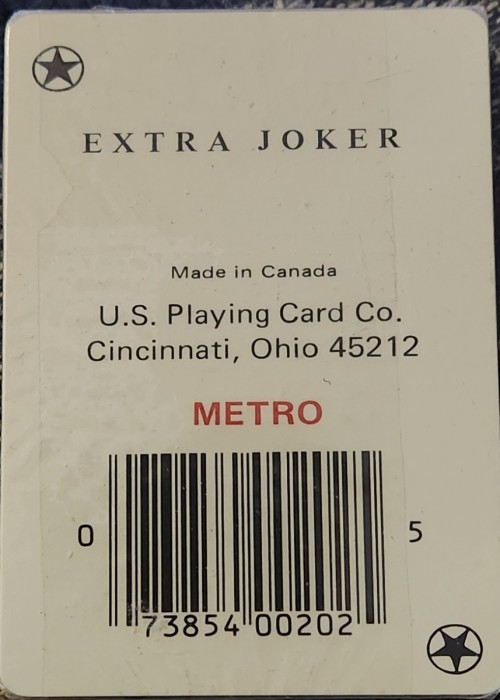 EXTRA JOKER
Made in Canada
U.S. Playing Card Co.
Cincinnati, Ohio 45212
METRO
0 73854 00202 5